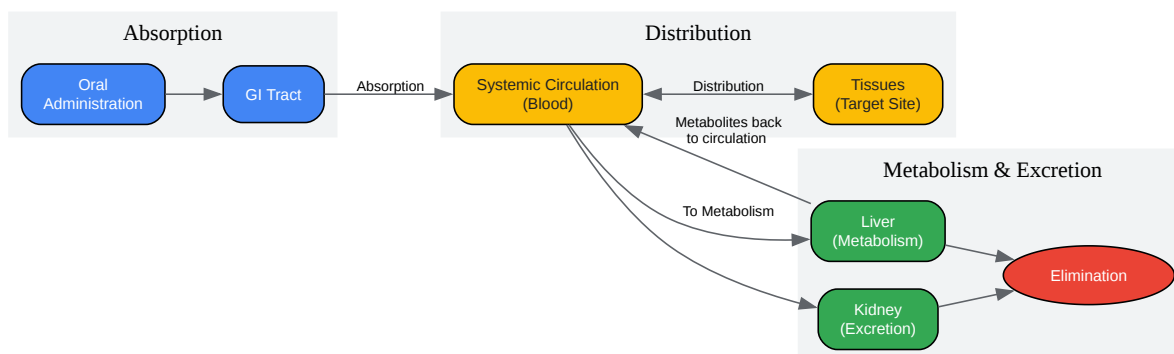 Absorption
Oral
Administration
GI Tract
Absorption
Distribution
Systemic Circulation
(Blood)
Distribution
Tissues
(Target Site)
Metabolites back
to circulation
To Metabolism
Metabolism & Excretion
Liver
(Metabolism)
Elimination
Kidney
(Excretion)